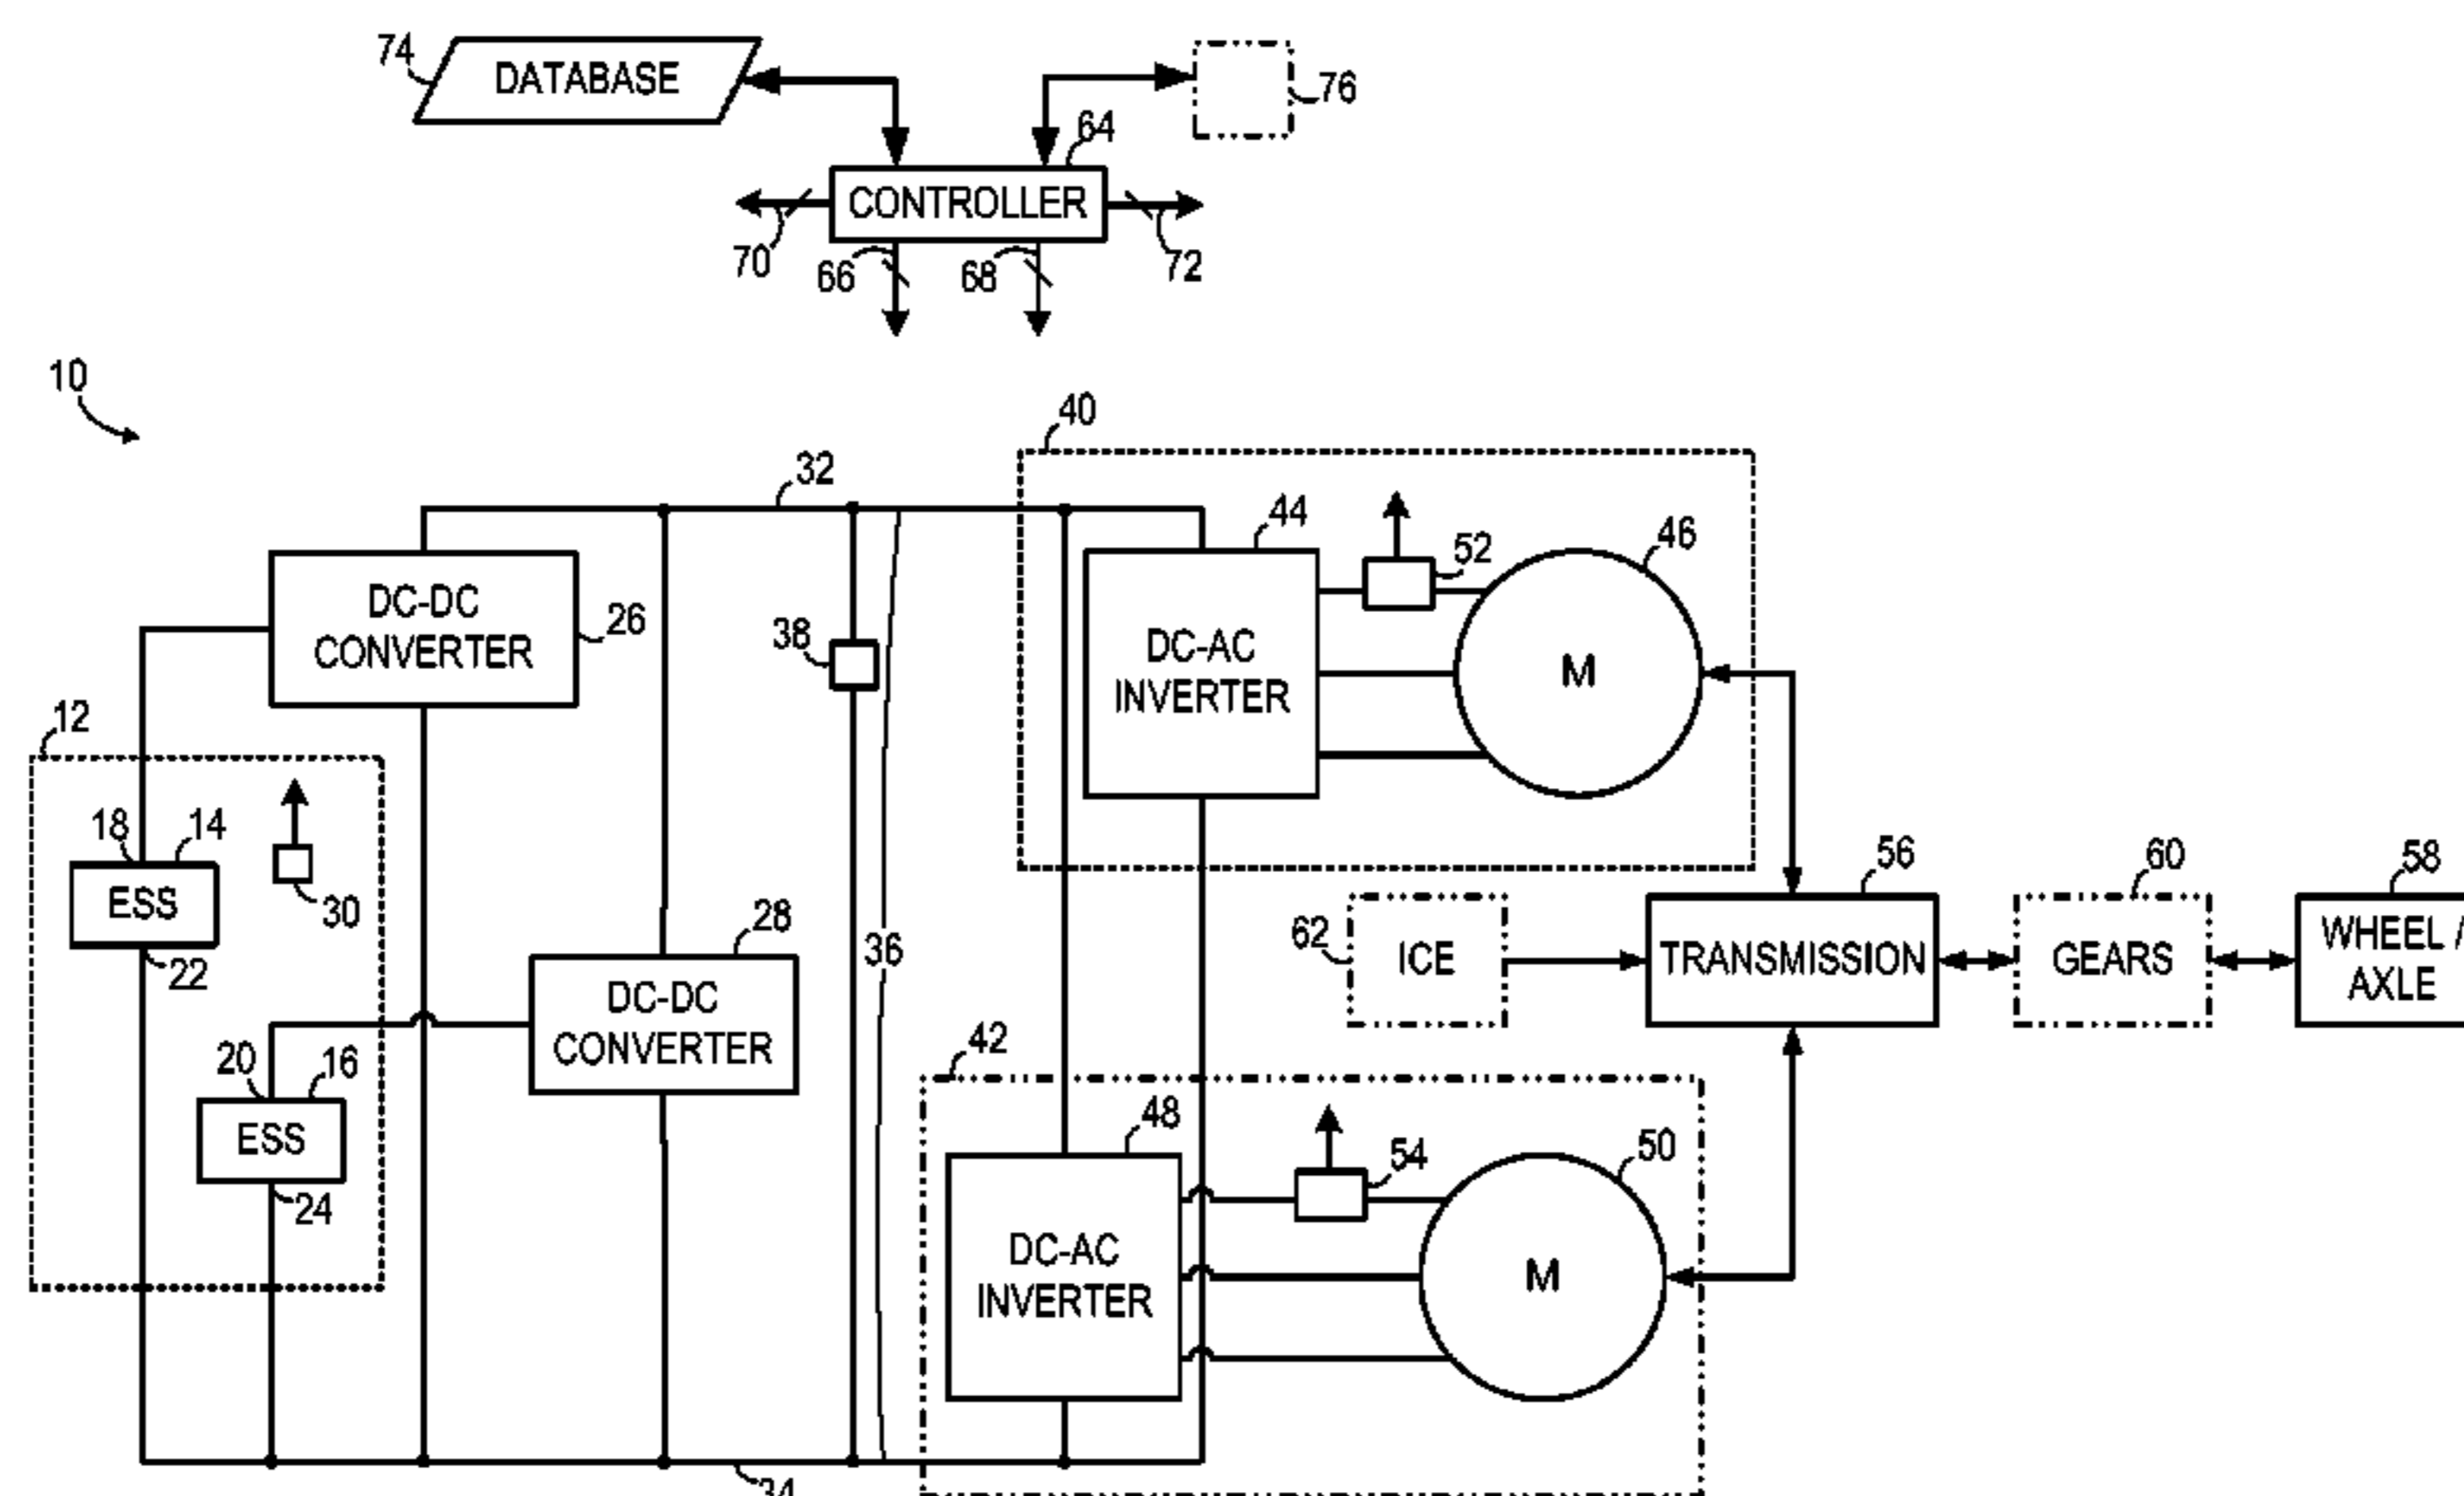 74
DATABASE
76
64
CONTROLLER
70
66
68
72
10
40
32
44
52
46
DC-DC
CONVERTER
26
38
DC-AC
INVERTER
M
12
18
14
30
ESS
22
28
36
DC-DC
CONVERTER
56
60
58
62
ICE
TRANSMISSION
GEARS
WHEEL /
AXLE
20
16
42
ESS
24
48
54
50
DC-AC
INVERTER
M
34